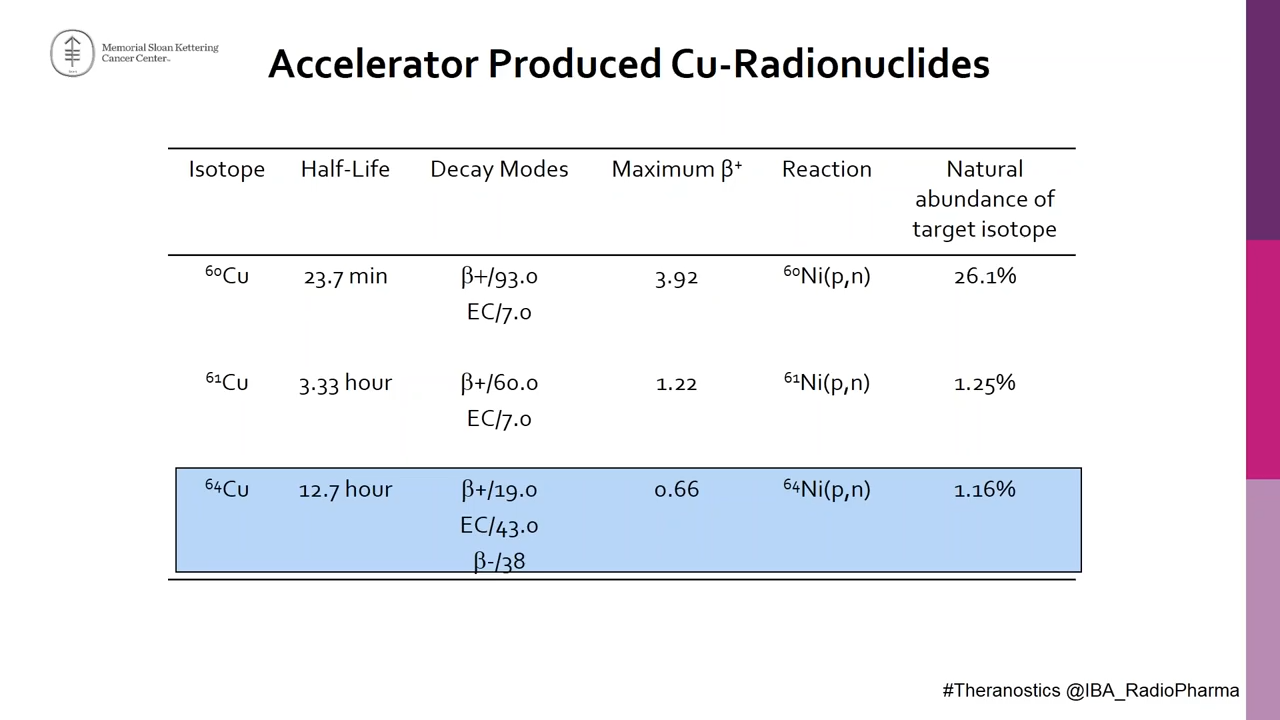 Memorial Sloan Kettering
Cancer Center™
Accelerator Produced Cu-Radionuclides
Isotope Half-Life Decay Modes Maximum β⁺ Reaction Natural
abundance of
target isotope
⁶⁰Cu 23.7 min β+/93.0 3.92 ⁶⁰Ni(p,n) 26.1%
EC/7.0
⁶¹Cu 3.33 hour β+/60.0 1.22 ⁶¹Ni(p,n) 1.25%
EC/7.0
⁶⁴Cu 12.7 hour β+/19.0 0.66 ⁶⁴Ni(p,n) 1.16%
EC/43.0
β-/38
#Theranostics @IBA_RadioPharma